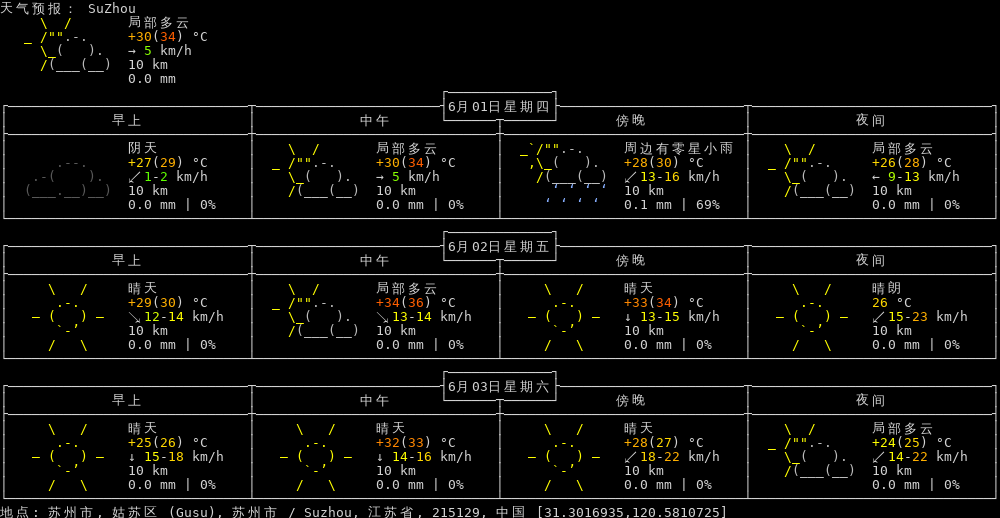 天气预报: SuZhou
局部多云
+30(34) °C
→ 5 km/h
10 km
0.0 mm
6月01日星期四
早上 中午 傍晚 夜间
阴天 局部多云 周边有零星小雨 局部多云
+27(29) °C +30(34) °C +28(30) °C +26(28) °C
↙ 1-2 km/h → 5 km/h ↙ 13-16 km/h ← 9-13 km/h
10 km 10 km 10 km 10 km
0.0 mm | 0% 0.0 mm | 0% 0.1 mm | 69% 0.0 mm | 0%
6月02日星期五
早上 中午 傍晚 夜间
晴天 局部多云 晴天 晴朗
+29(30) °C +34(36) °C +33(34) °C 26 °C
↘ 12-14 km/h ↘ 13-14 km/h ↓ 13-15 km/h ↙ 15-23 km/h
10 km 10 km 10 km 10 km
0.0 mm | 0% 0.0 mm | 0% 0.0 mm | 0% 0.0 mm | 0%
6月03日星期六
早上 中午 傍晚 夜间
晴天 晴天 晴天 局部多云
+25(26) °C +32(33) °C +28(27) °C +24(25) °C
↓ 15-18 km/h ↓ 14-16 km/h ↙ 18-22 km/h ↙ 14-22 km/h
10 km 10 km 10 km 10 km
0.0 mm | 0% 0.0 mm | 0% 0.0 mm | 0% 0.0 mm | 0%
地点: 苏州市, 姑苏区 (Gusu), 苏州市 / Suzhou, 江苏省, 215129, 中国 [31.3016935,120.5810725]